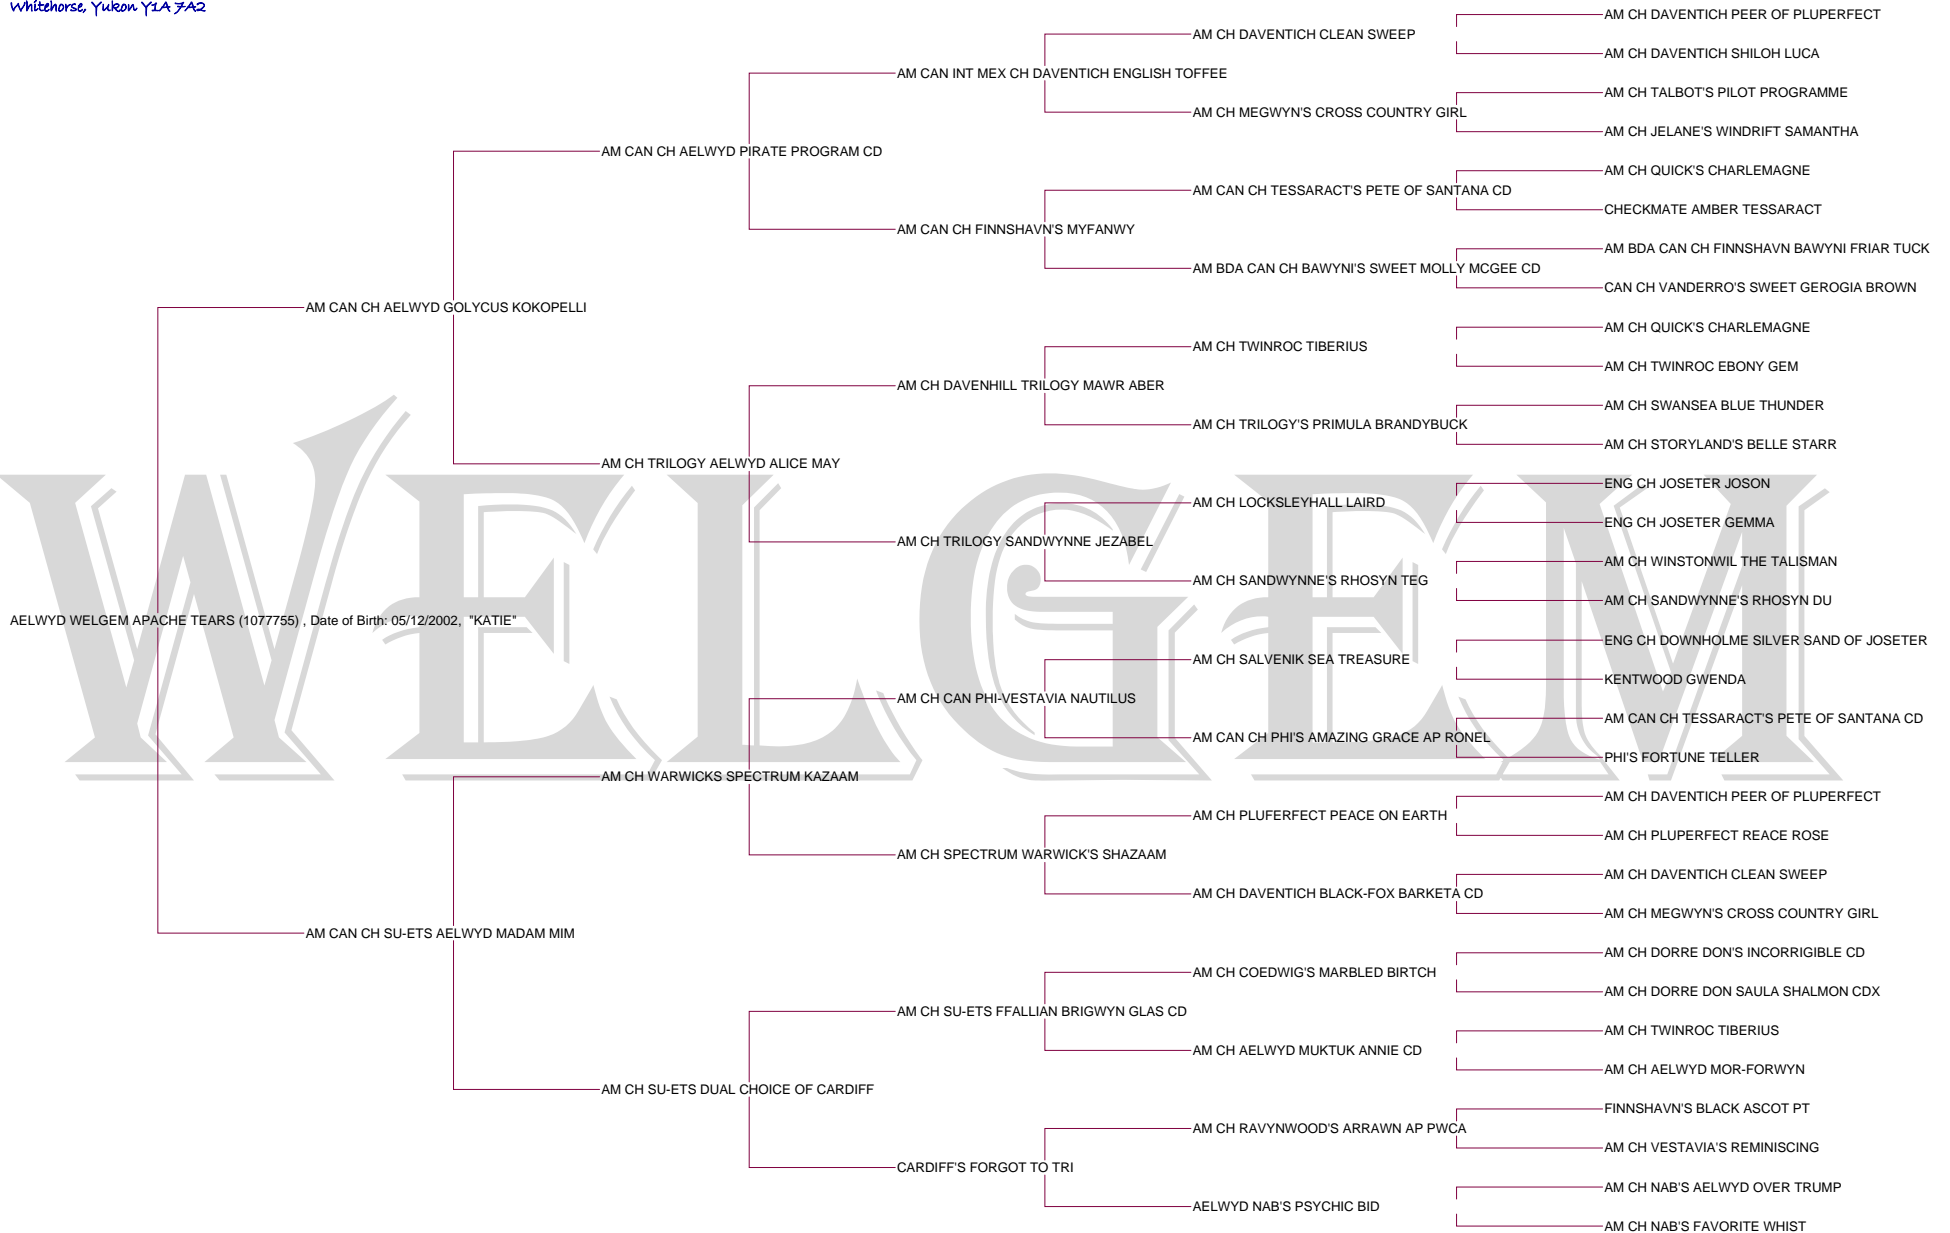 Whitehorse, Yukon Y1A 7A2
AM CH DAVENTICH PEER OF PLUPERFECT
AM CH DAVENTICH CLEAN SWEEP
AM CH DAVENTICH SHILOH LUCA
AM CAN INT MEX CH DAVENTICH ENGLISH TOFFEE
AM CH TALBOT'S PILOT PROGRAMME
AM CH MEGWYN'S CROSS COUNTRY GIRL
AM CH JELANE'S WINDRIFT SAMANTHA
AM CAN CH AELWYD PIRATE PROGRAM CD
AM CH QUICK'S CHARLEMAGNE
AM CAN CH TESSARACT'S PETE OF SANTANA CD
CHECKMATE AMBER TESSARACT
AM CAN CH FINNSHAVN'S MYFANWY
AM BDA CAN CH FINNSHAVN BAWYNI FRIAR TUCK
AM BDA CAN CH BAWYNI'S SWEET MOLLY MCGEE CD
CAN CH VANDERRO'S SWEET GEROGIA BROWN
AM CAN CH AELWYD GOLYCUS KOKOPELLI
AM CH QUICK'S CHARLEMAGNE
AM CH TWINROC TIBERIUS
AM CH TWINROC EBONY GEM
AM CH DAVENHILL TRILOGY MAWR ABER
AM CH SWANSEA BLUE THUNDER
AM CH TRILOGY'S PRIMULA BRANDYBUCK
AM CH STORYLAND'S BELLE STARR
AM CH TRILOGY AELWYD ALICE MAY
ENG CH JOSETER JOSON
AM CH LOCKSLEYHALL LAIRD
ENG CH JOSETER GEMMA
AM CH TRILOGY SANDWYNNE JEZABEL
AM CH WINSTONWIL THE TALISMAN
AM CH SANDWYNNE'S RHOSYN TEG
AM CH SANDWYNNE'S RHOSYN DU
AELWYD WELGEM APACHE TEARS (1077755) , Date of Birth: 05/12/2002, "KATIE"
WELGEM
ENG CH DOWNHOLME SILVER SAND OF JOSETER
AM CH SALVENIK SEA TREASURE
KENTWOOD GWENDA
AM CH CAN PHI-VESTAVIA NAUTILUS
AM CAN CH TESSARACT'S PETE OF SANTANA CD
AM CAN CH PHI'S AMAZING GRACE AP RONEL
PHI'S FORTUNE TELLER
AM CH WARWICKS SPECTRUM KAZAAM
AM CH DAVENTICH PEER OF PLUPERFECT
AM CH PLUFERFECT PEACE ON EARTH
AM CH PLUPERFECT REACE ROSE
AM CH SPECTRUM WARWICK'S SHAZAAM
AM CH DAVENTICH CLEAN SWEEP
AM CH DAVENTICH BLACK-FOX BARKETA CD
AM CH MEGWYN'S CROSS COUNTRY GIRL
AM CAN CH SU-ETS AELWYD MADAM MIM
AM CH DORRE DON'S INCORRIGIBLE CD
AM CH COEDWIG'S MARBLED BIRTCH
AM CH DORRE DON SAULA SHALMON CDX
AM CH SU-ETS FFALLIAN BRIGWYN GLAS CD
AM CH TWINROC TIBERIUS
AM CH AELWYD MUKTUK ANNIE CD
AM CH AELWYD MOR-FORWYN
AM CH SU-ETS DUAL CHOICE OF CARDIFF
FINNSHAVN'S BLACK ASCOT PT
AM CH RAVYNWOOD'S ARRAWN AP PWCA
AM CH VESTAVIA'S REMINISCING
CARDIFF'S FORGOT TO TRI
AM CH NAB'S AELWYD OVER TRUMP
AELWYD NAB'S PSYCHIC BID
AM CH NAB'S FAVORITE WHIST